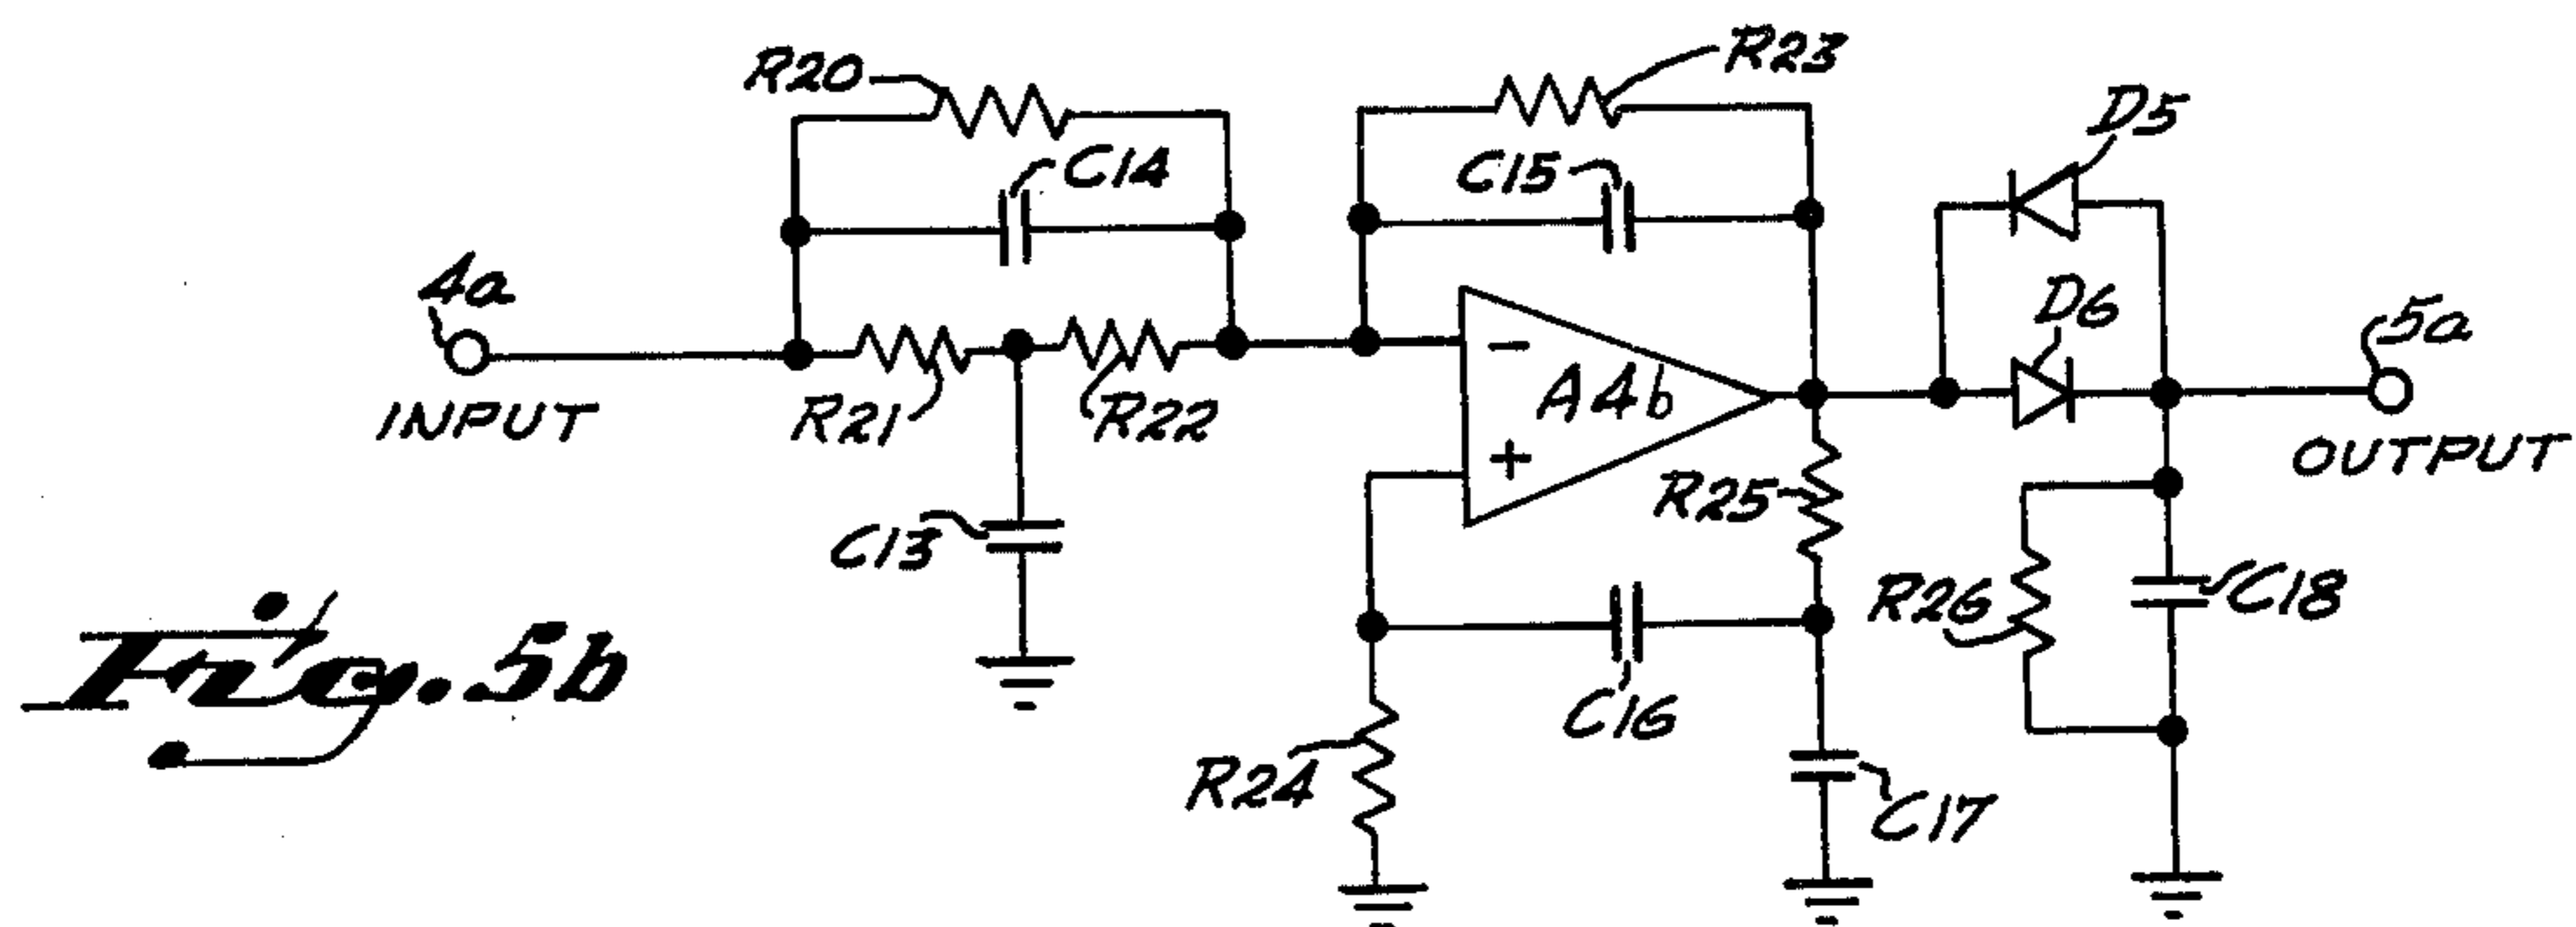 R20
R23
C14
C15
D5
4a
D6
5a
INPUT
R21
R22
-
A4b
+
OUTPUT
R25
C13
R26
C18
C16
R24
C17
Fig. 5b